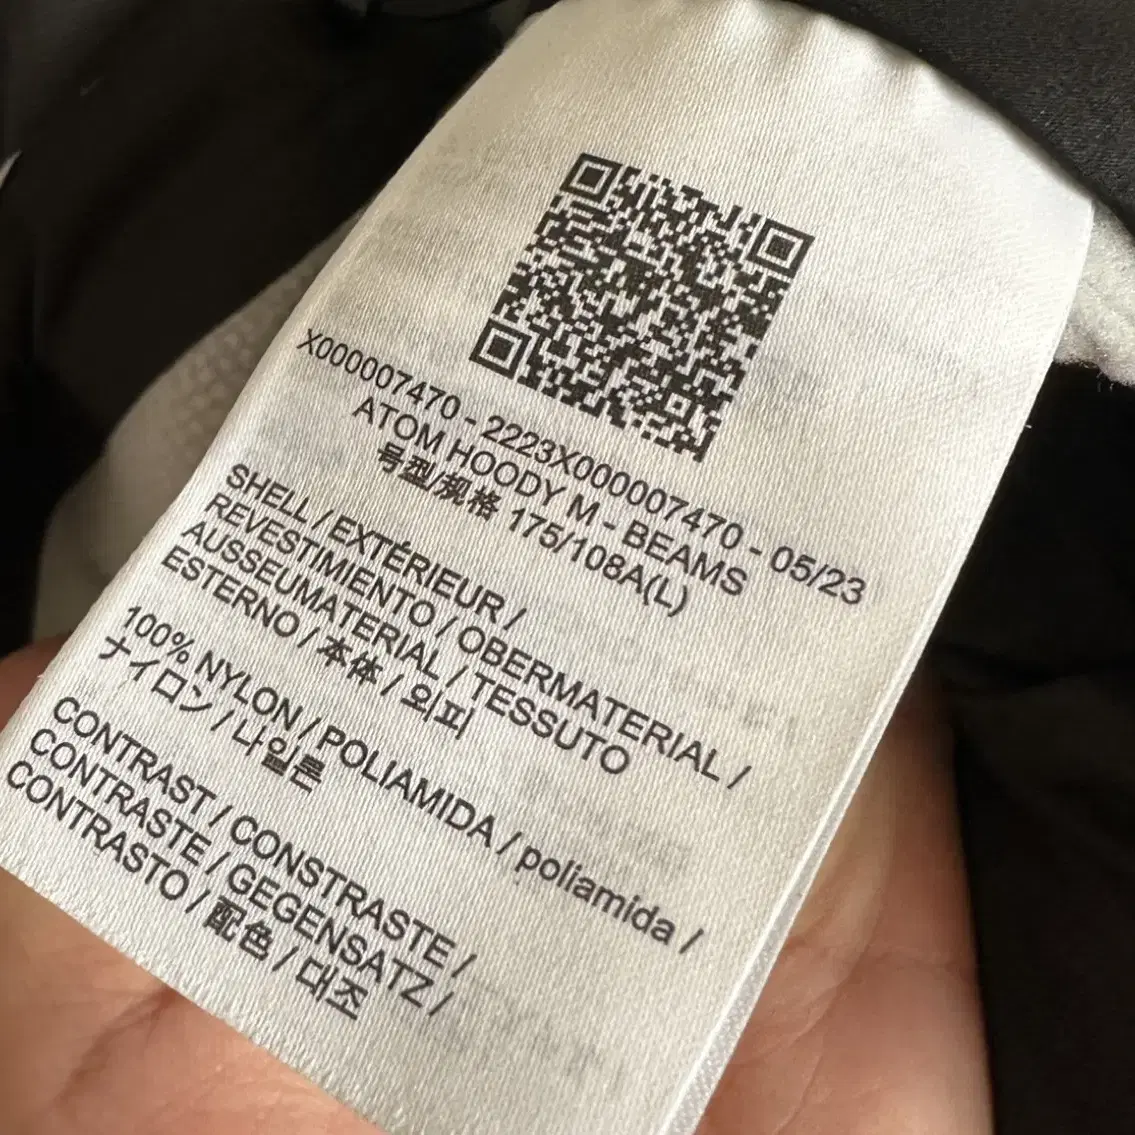 X000007470 - 2223X000007470 - 05/23
ATOM HOODY M - BEAMS
号型/规格 175/108A(L)
SHELL / EXTÉRIEUR /
REVESTIMIENTO / OBERMATERIAL /
AUSSEUMATERIAL / TESSUTO
ESTERNO / 本体 / 외피
100% NYLON / POLIAMIDA / poliamida /
ナイロン / 나일론
CONTRAST / CONSTRASTE /
CONTRASTE / GEGENSATZ /
CONTRASTO / 配色 / 대조